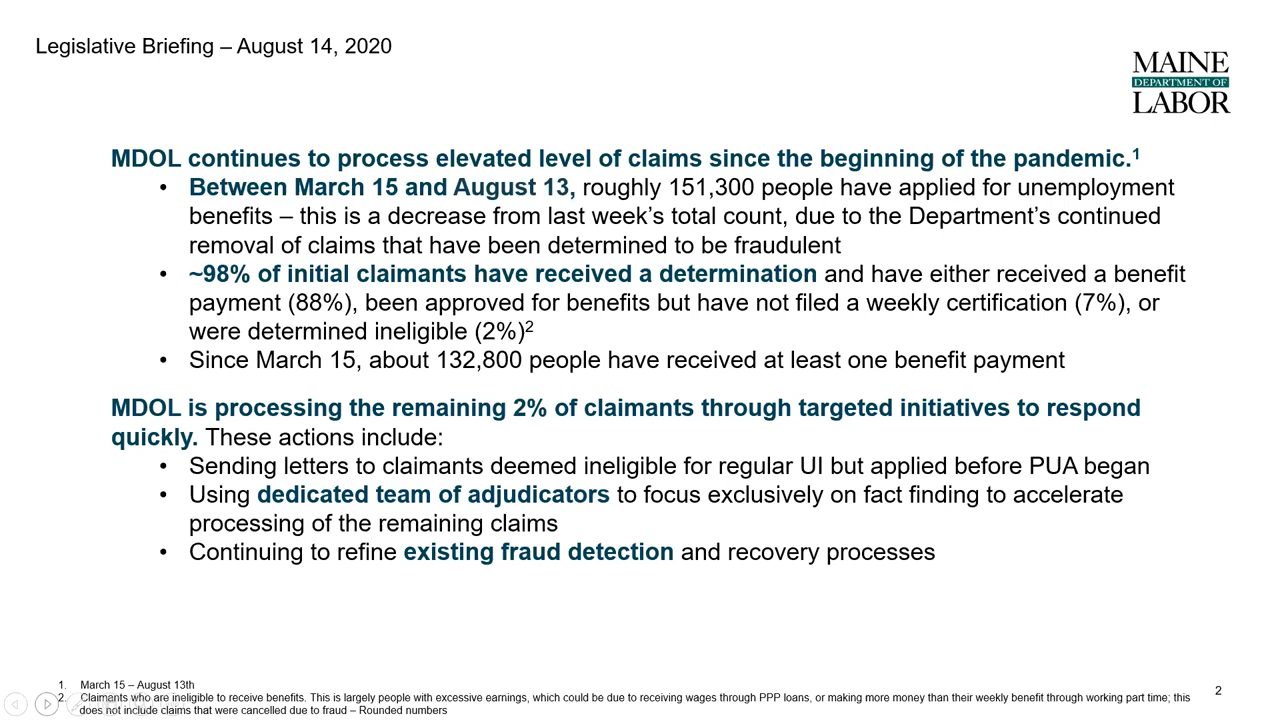 Legislative Briefing – August 14, 2020
MAINE
DEPARTMENT OF
LABOR
MDOL continues to process elevated level of claims since the beginning of the pandemic.¹
• Between March 15 and August 13, roughly 151,300 people have applied for unemployment
benefits – this is a decrease from last week’s total count, due to the Department’s continued
removal of claims that have been determined to be fraudulent
• ~98% of initial claimants have received a determination and have either received a benefit
payment (88%), been approved for benefits but have not filed a weekly certification (7%), or
were determined ineligible (2%)²
• Since March 15, about 132,800 people have received at least one benefit payment
MDOL is processing the remaining 2% of claimants through targeted initiatives to respond
quickly. These actions include:
• Sending letters to claimants deemed ineligible for regular UI but applied before PUA began
• Using dedicated team of adjudicators to focus exclusively on fact finding to accelerate
processing of the remaining claims
• Continuing to refine existing fraud detection and recovery processes
1. March 15 – August 13th
2. Claimants who are ineligible to receive benefits. This is largely people with excessive earnings, which could be due to receiving wages through PPP loans, or making more money than their weekly benefit through working part time; this
does not include claims that were cancelled due to fraud – Rounded numbers
2